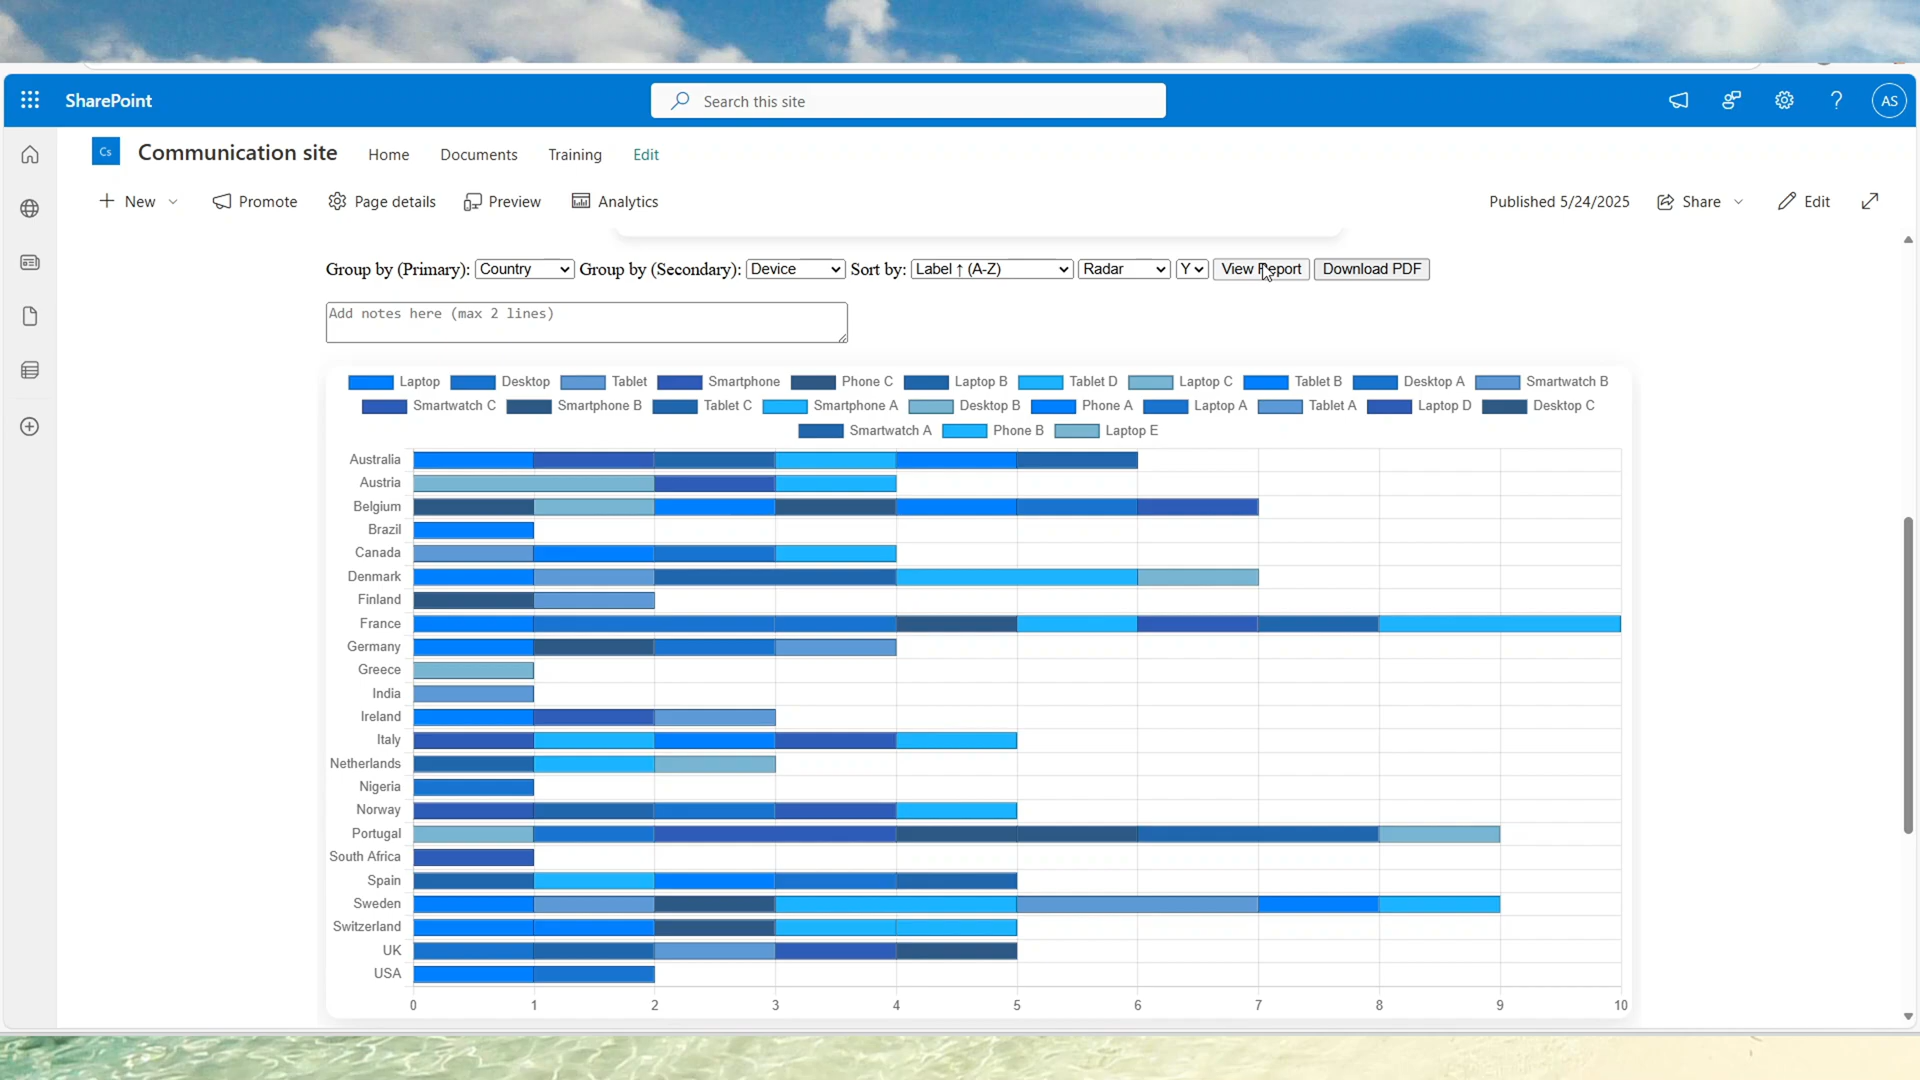 SharePoint
Search this site
AS
Cs
Communication site
Home
Documents
Training
Edit
New
Promote
Page details
Preview
Analytics
Published 5/24/2025
Share
Edit
Group by (Primary): Country Group by (Secondary): Device Sort by: Label ↑ (A-Z) Radar Y View Report Download PDF
Add notes here (max 2 lines)
Laptop Desktop Tablet Smartphone Phone C Laptop B Tablet D Laptop C Tablet B Desktop A Smartwatch B
Smartwatch C Smartphone B Tablet C Smartphone A Desktop B Phone A Laptop A Tablet A Laptop D Desktop C
Smartwatch A Phone B Laptop E
Australia
Austria
Belgium
Brazil
Canada
Denmark
Finland
France
Germany
Greece
India
Ireland
Italy
Netherlands
Nigeria
Norway
Portugal
South Africa
Spain
Sweden
Switzerland
UK
USA
0 1 2 3 4 5 6 7 8 9 10